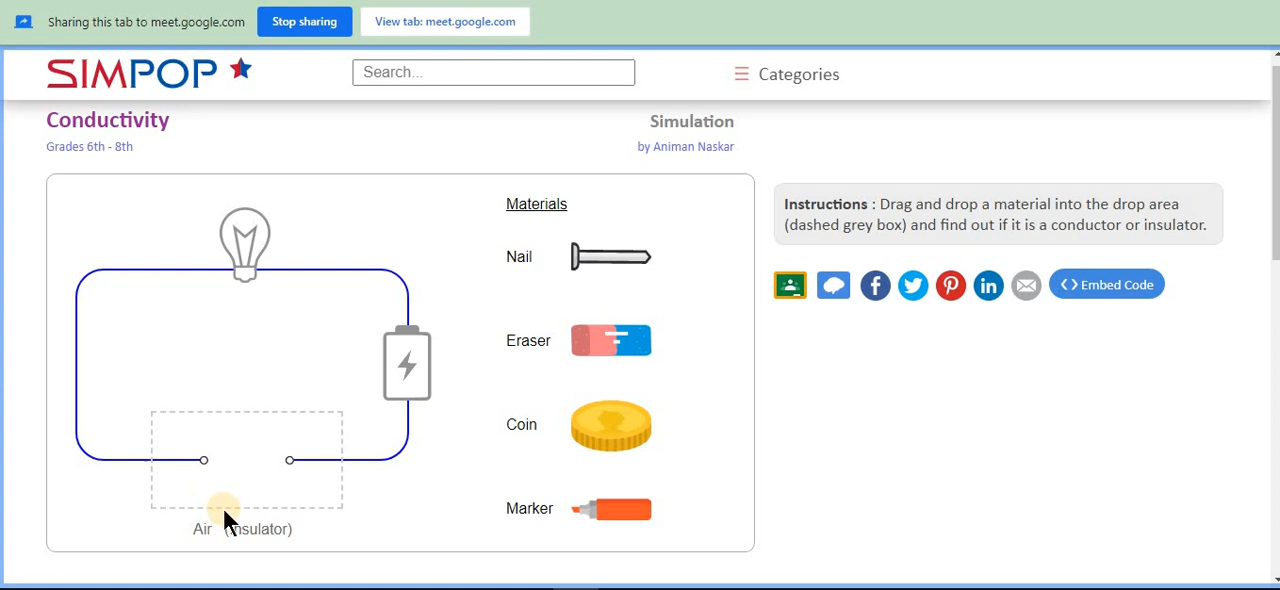 Sharing this tab to meet.google.com
Stop sharing
View tab: meet.google.com
SIMPOP
Search...
Categories
Conductivity
Simulation
Grades 6th - 8th
by Animan Naskar
Materials
Nail
Eraser
Coin
Marker
Air
Instructions : Drag and drop a material into the drop area
(dashed grey box) and find out if it is a conductor or insulator.
Embed Code